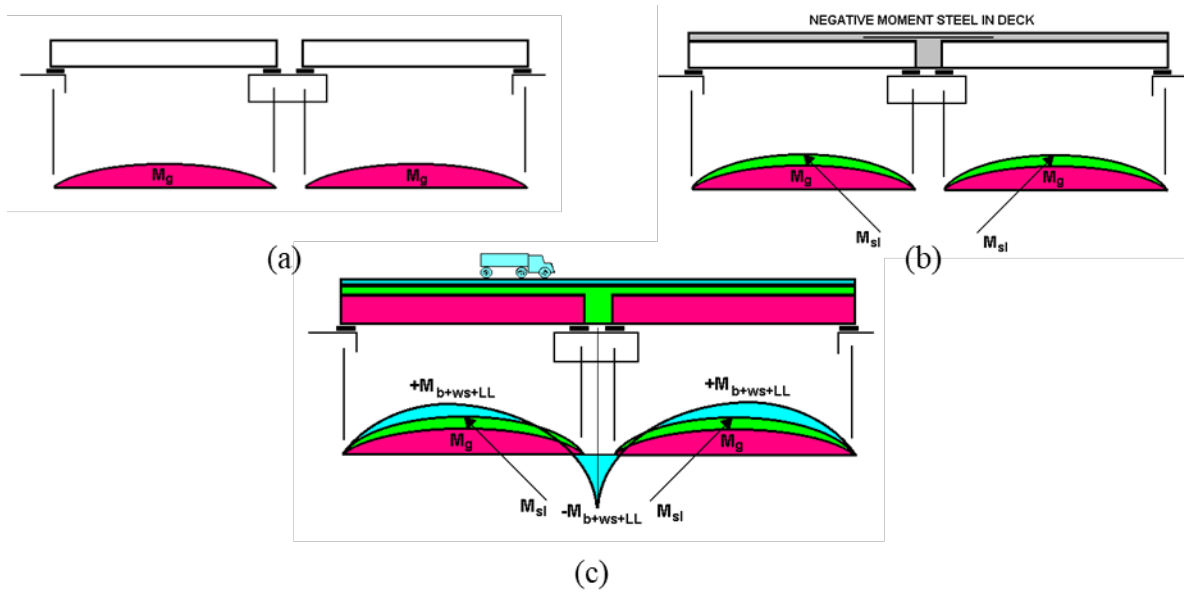 NEGATIVE MOMENT STEEL IN DECK
Mg Mg
Mg Mg
Msl Msl
(a) (b)
+Mb+ws+LL +Mb+ws+LL
Mg Mg
Msl -Mb+ws+LL Msl
(c)